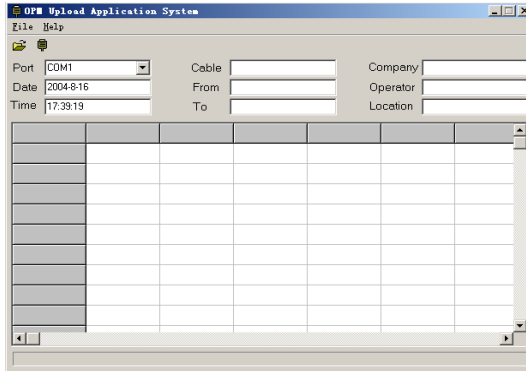 OPM Upload Application System
File Help
Port COM1 Cable Company
Date 2004-8-16 From Operator
Time 17:39:19 To Location